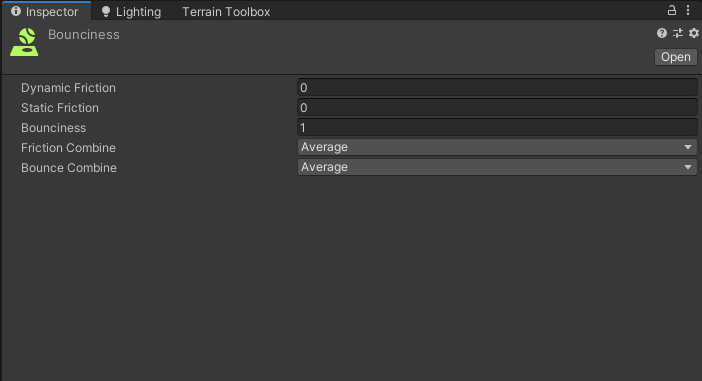 Inspector Lighting Terrain Toolbox
Bounciness
Open
Dynamic Friction 0
Static Friction 0
Bounciness 1
Friction Combine Average
Bounce Combine Average